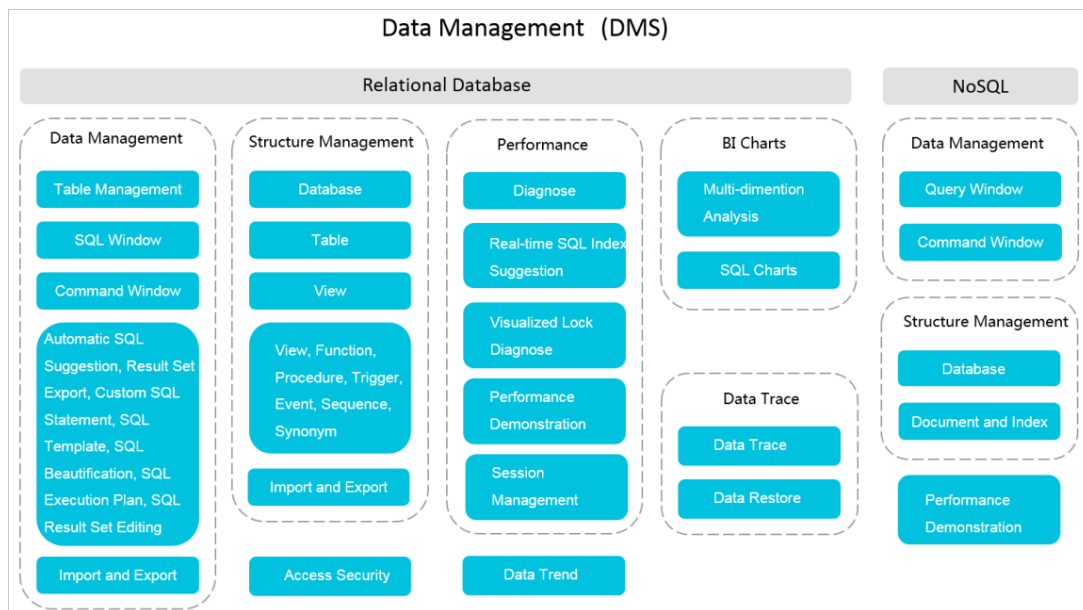 Data Management (DMS)
Relational Database
Data Management
Table Management
SQL Window
Command Window
Automatic SQL
Suggestion, Result Set
Export, Custom SQL
Statement, SQL
Template, SQL
Beautification, SQL
Execution Plan, SQL
Result Set Editing
Import and Export
Structure Management
Database
Table
View
View, Function,
Procedure, Trigger,
Event, Sequence,
Synonym
Import and Export
Access Security
Performance
Diagnose
Real-time SQL Index
Suggestion
Visualized Lock
Diagnose
Performance
Demonstration
Session
Management
Data Trend
BI Charts
Multi-dimention
Analysis
SQL Charts
Data Trace
Data Trace
Data Restore
NoSQL
Data Management
Query Window
Command Window
Structure Management
Database
Document and Index
Performance
Demonstration